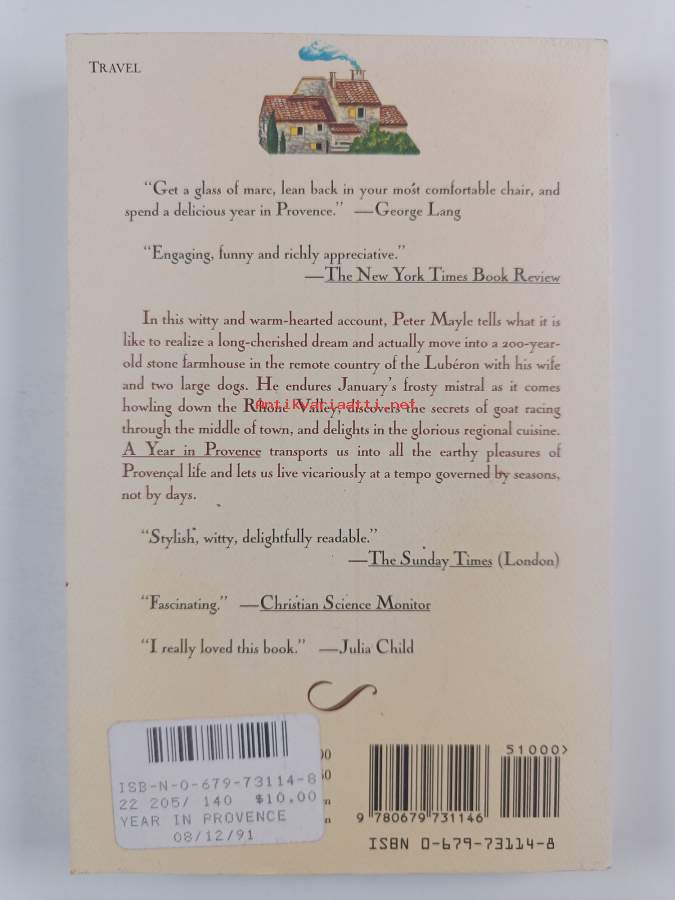 TRAVEL
“Get a glass of marc, lean back in your most comfortable chair, and
spend a delicious year in Provence.” —George Lang
“Engaging, funny and richly appreciative.”
—The New York Times Book Review
In this witty and warm-hearted account, Peter Mayle tells what it is
like to realize a long-cherished dream and actually move into a 200-year-
old stone farmhouse in the remote country of the Lubéron with his wife
and two large dogs. He endures January's frosty mistral as it comes
howling down the Rhône Valley, discovers the secrets of goat racing
Antikvariaatti.net
through the middle of town, and delights in the glorious regional cuisine.
A Year in Provence transports us into all the earthy pleasures of
Provençal life and lets us live vicariously at a tempo governed by seasons,
not by days.
“Stylish, witty, delightfully readable.”
—The Sunday Times (London)
“Fascinating.” —Christian Science Monitor
“I really loved this book.” —Julia Child
ISB-N-0-679-73114-8
22 205/ 140 $10.00
YEAR IN PROVENCE
08/12/91
51000>
9 780679 731146
ISBN 0-679-73114-8